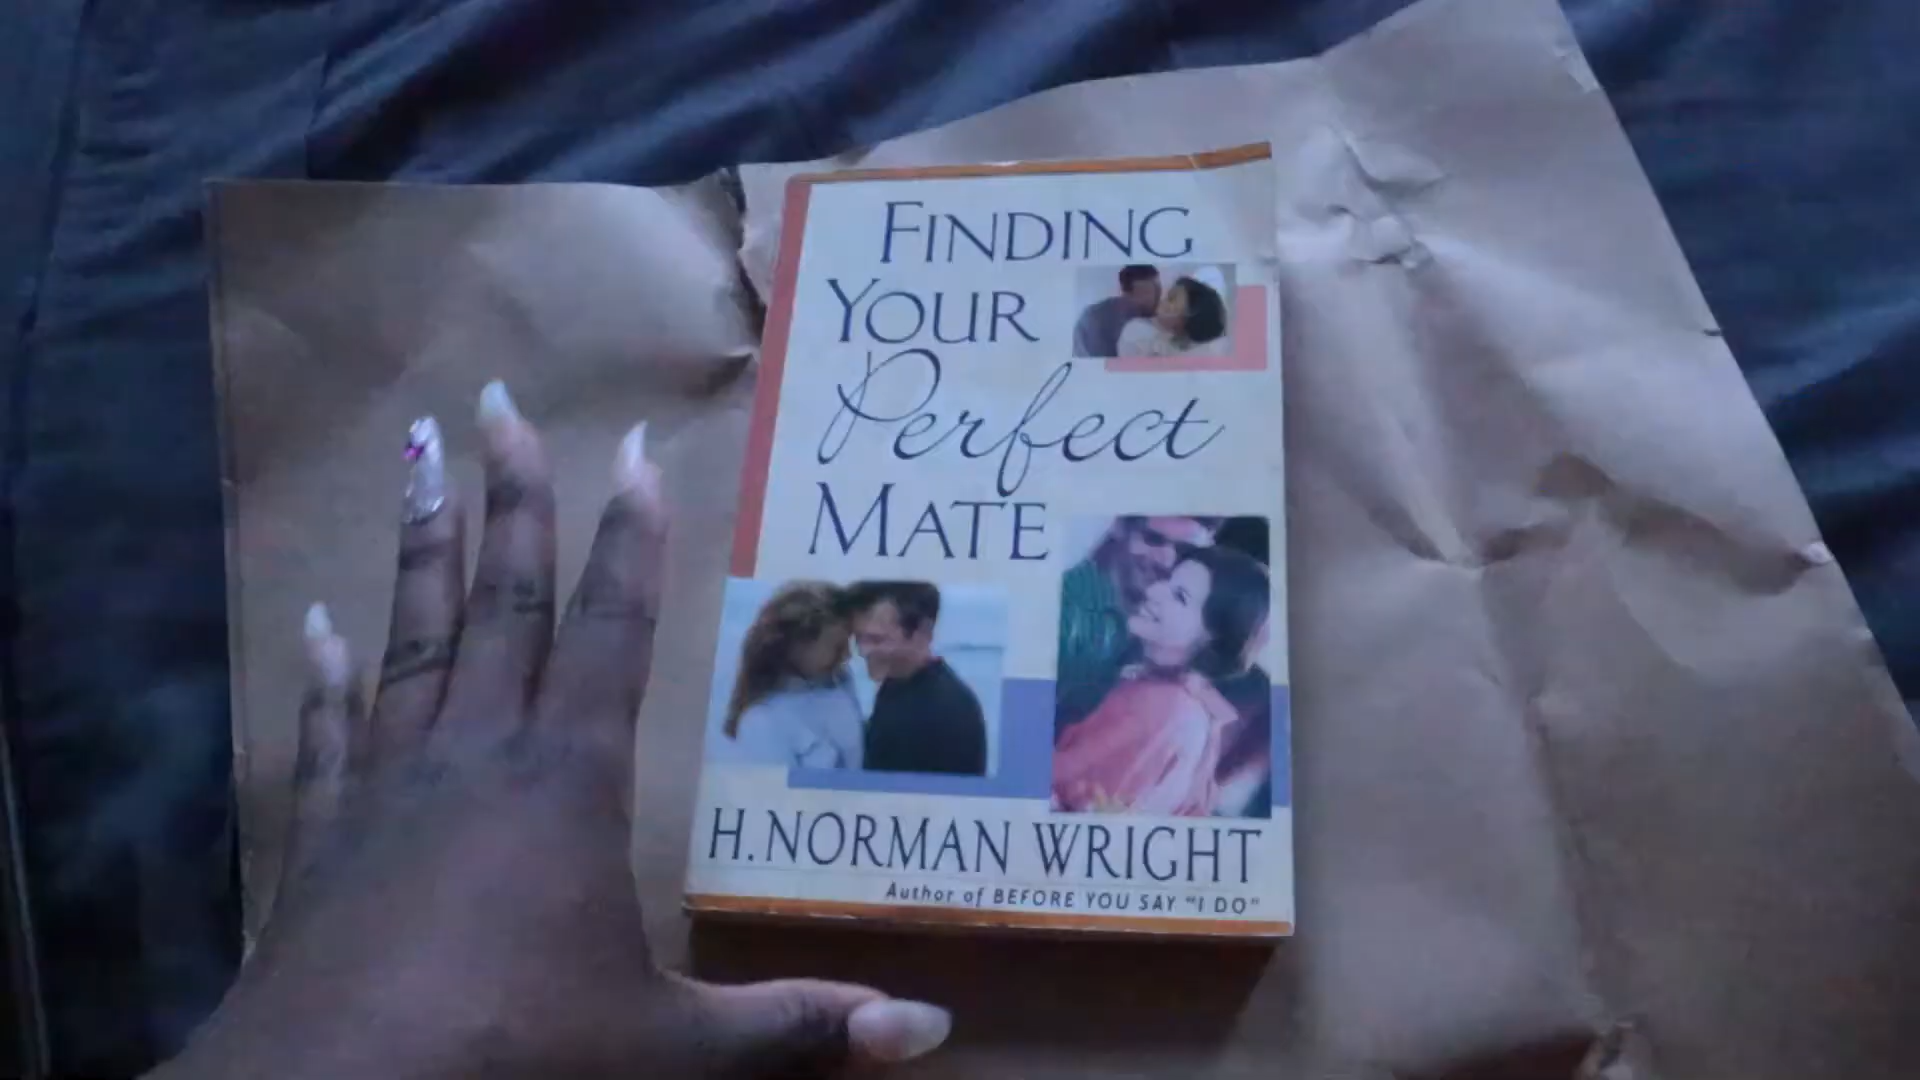 FINDING
YOUR
Perfect
MATE
H. NORMAN WRIGHT
Author of BEFORE YOU SAY "I DO"